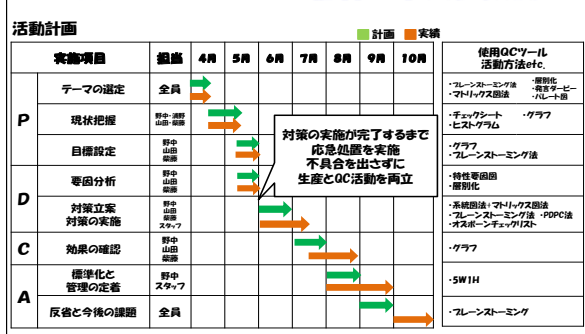 活動計画
計画 実績
実施項目 担当 4月 5月 6月 7月 8月 9月 10月 使用QCツール
活動方法etc.
P
テーマの選定 全員
・ブレーンストーミング法 ・層別化
・マトリックス図法 ・発言ダービー
・パレート図
現状把握 野中・浦野
山田・柴藤
・チェックシート ・グラフ
・ヒストグラム
目標設定 野中
山田
柴藤
・グラフ
・ブレーンストーミング法
対策の実施が完了するまで
応急処置を実施
不具合を出さずに
生産とQC活動を両立
D
要因分析 野中
山田
柴藤
・特性要因図
・層別化
対策立案
対策の実施
野中
山田
柴藤
スタッフ
・系統図法+マトリックス図法
・ブレーンストーミング法 ・PDPC法
・オズボーンチェックリスト
C
効果の確認 野中
山田
柴藤
・グラフ
A
標準化と
管理の定着
野中
スタッフ
・5W1H
反省と今後の課題 全員
・ブレーンストーミング